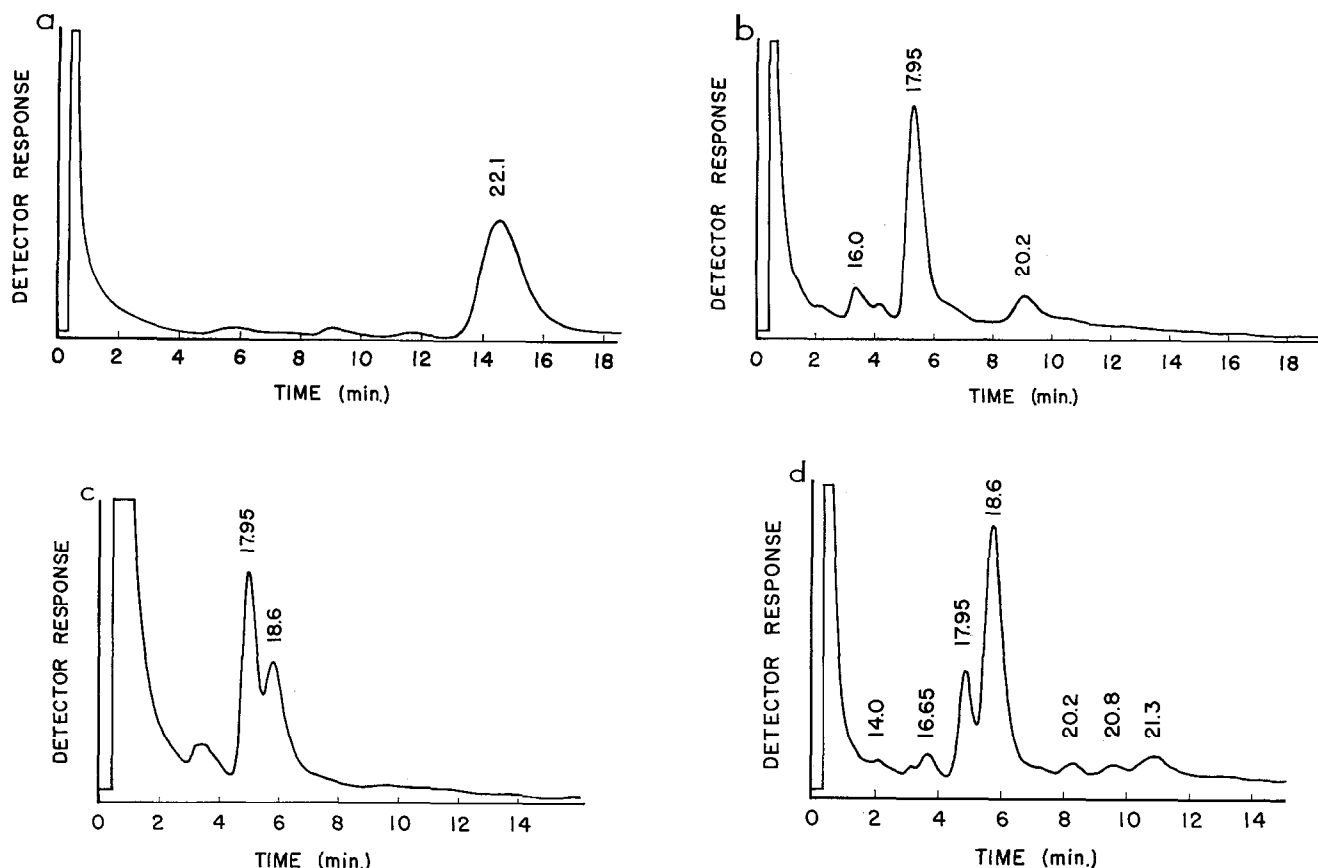 a
DETECTOR RESPONSE
22.1
0 2 4 6 8 10 12 14 16 18
TIME (min.)
b
DETECTOR RESPONSE
16.0
17.95
20.2
0 2 4 6 8 10 12 14 16 18
TIME (min.)
c
DETECTOR RESPONSE
17.95
18.6
0 2 4 6 8 10 12 14
TIME (min.)
d
DETECTOR RESPONSE
14.0
16.65
17.95
18.6
20.2
20.8
21.3
0 2 4 6 8 10 12 14
TIME (min.)